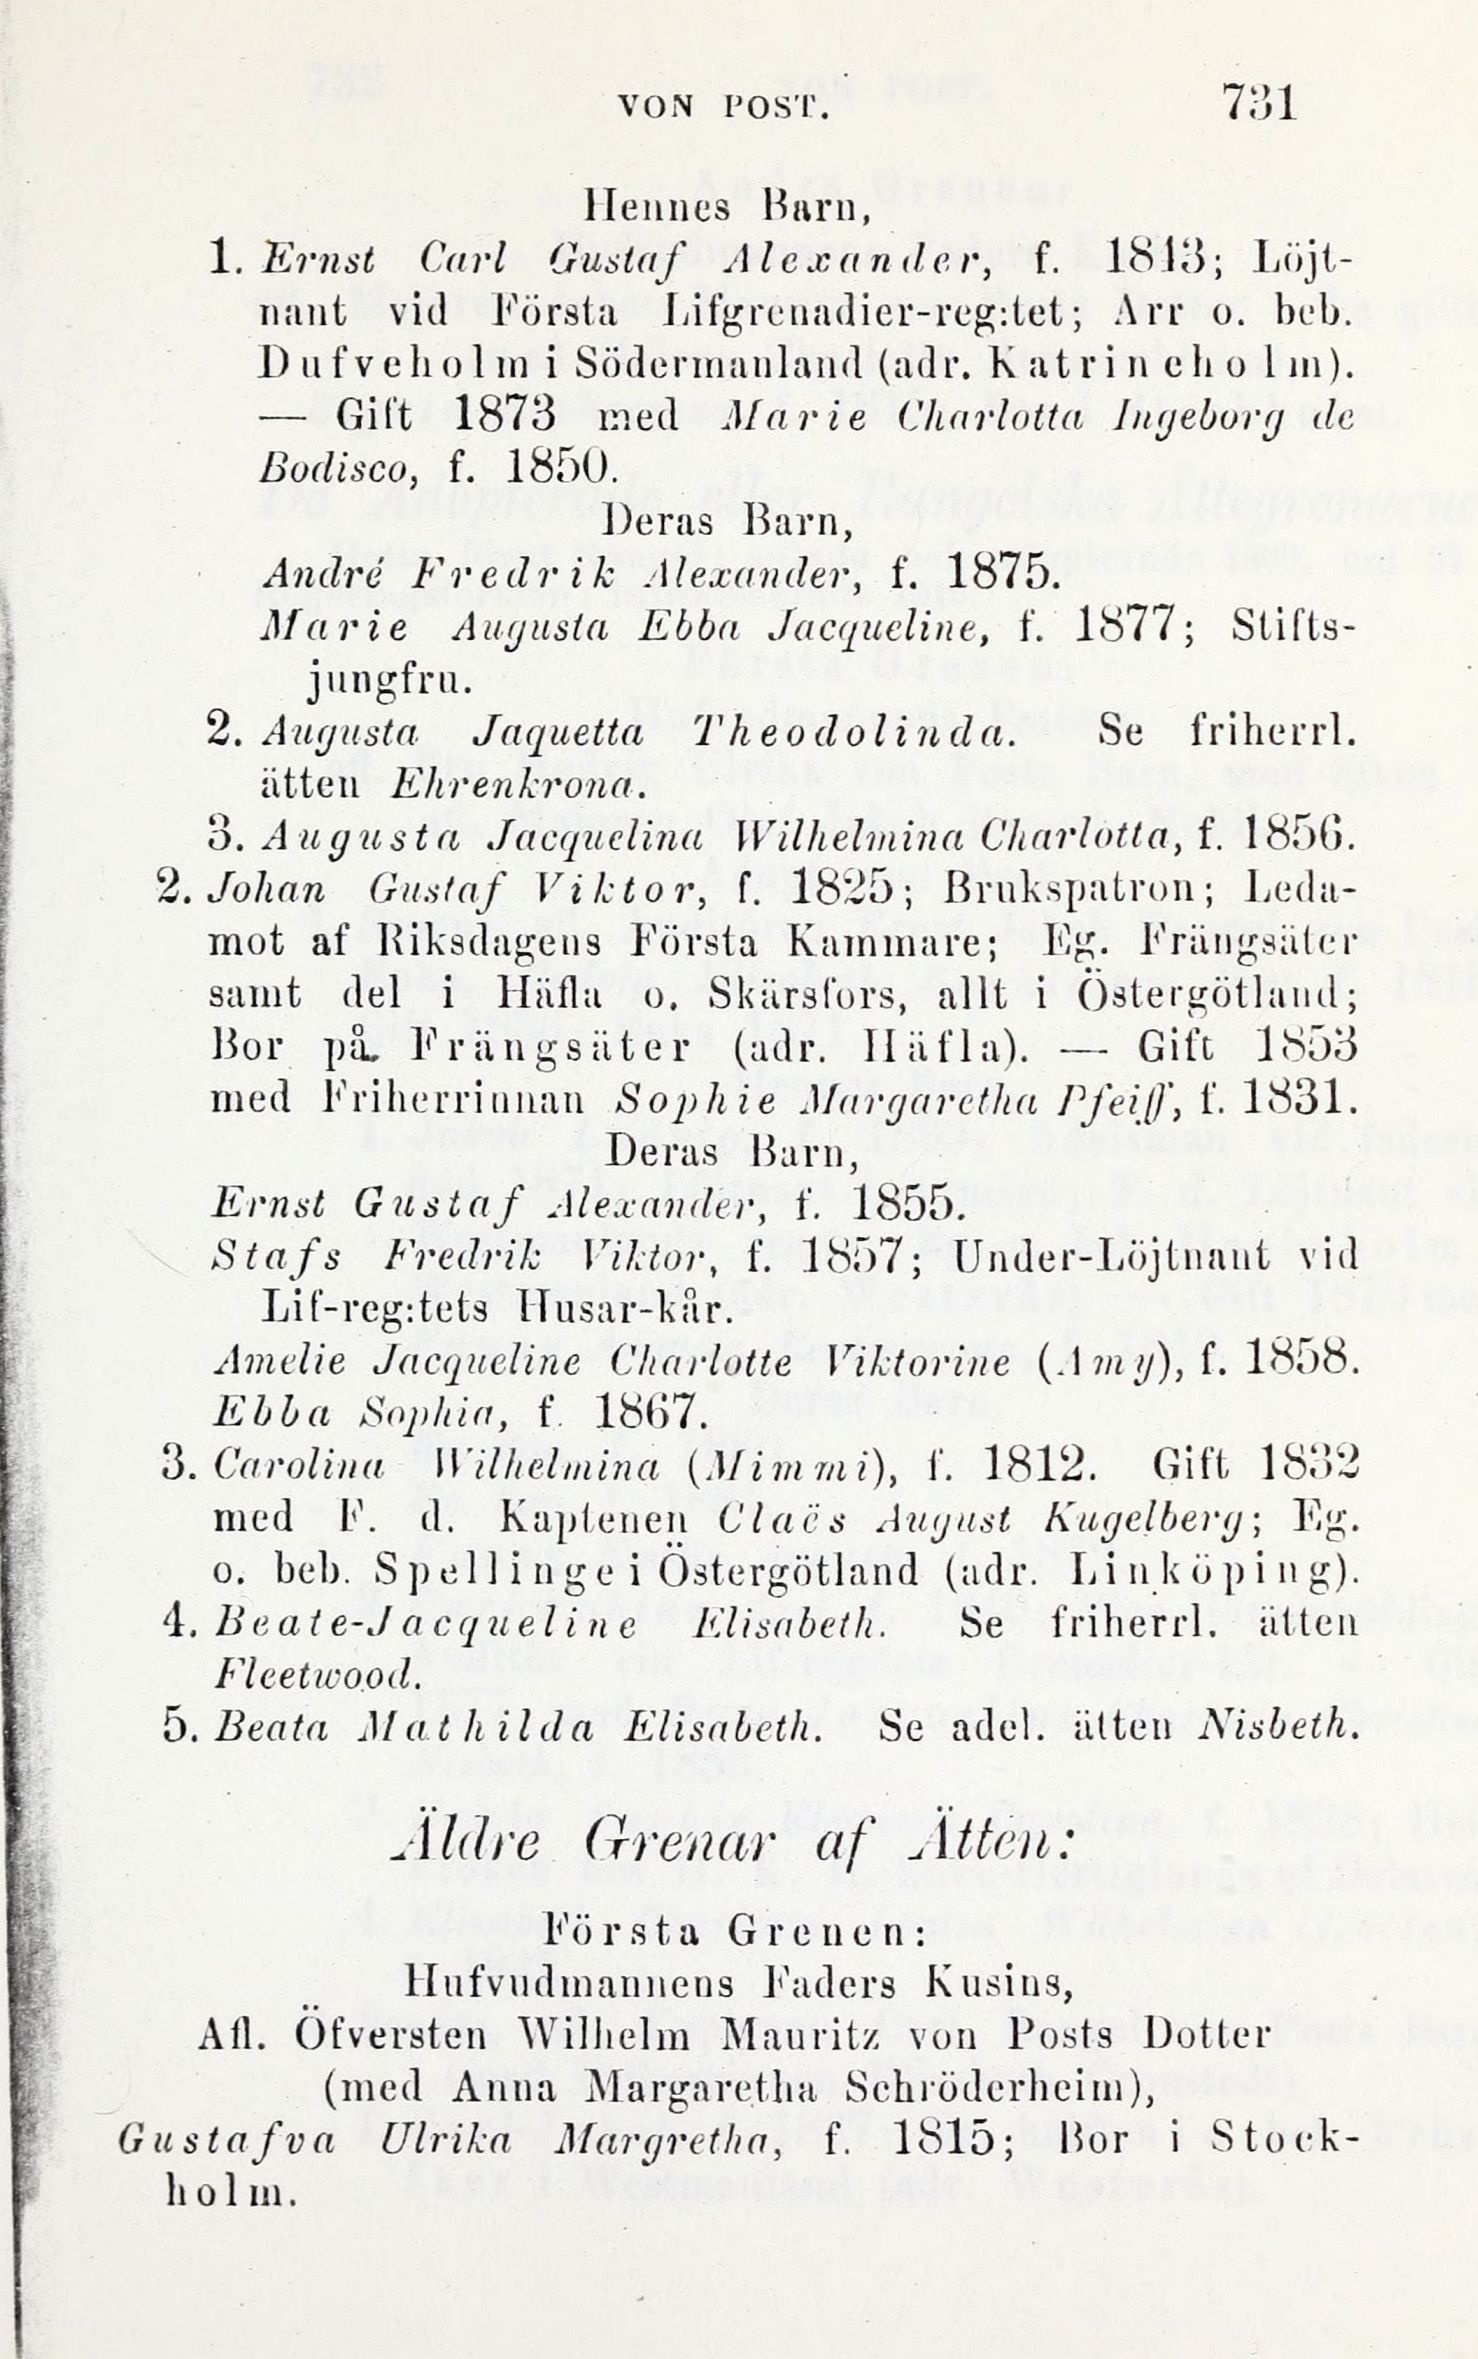 VON POST. 731
Hennes Barn,
1. Ernst Carl Gustaf Alexander, f. 1843; Löjt-
nant vid Första Lifgrenadier-reg:tet; Arr o. beb.
Dufveholm i Södermanland (adr. Katrineholm).
— Gift 1873 med Marie Charlotta Ingeborg de
Bodisco, f. 1850.
Deras Barn,
André Fredrik Alexander, f. 1875.
Marie Augusta Ebba Jacqueline, f. 1877; Stifts-
jungfru.
2. Augusta Jaquetta Theodolinda. Se friherrl.
ätten Ehrenkrona.
3. Augusta Jacquelina Wilhelmina Charlotta, f. 1856.
2. Johan Gustaf Viktor, f. 1825; Brukspatron; Leda-
mot af Riksdagens Första Kammare; Eg. Frängsäter
samt del i Häfla o. Skärsfors, allt i Östergötland;
Bor på Frängsäter (adr. Häfla). — Gift 1853
med Friherrinnan Sophie Margaretha Pfeiff, f. 1831.
Deras Barn,
Ernst Gustaf Alexander, f. 1855.
Stafs Fredrik Viktor, f. 1857; Under-Löjtnant vid
Lif-reg:tets Husar-kår.
Amelie Jacqueline Charlotte Viktorine (Amy), f. 1858.
Ebba Sophia, f. 1867.
3. Carolina Wilhelmina (Mimmi), f. 1812. Gift 1832
med F. d. Kaptenen Claës August Kugelberg; Eg.
o. beb. Spellinge i Östergötland (adr. Linköping).
4. Beate-Jacqueline Elisabeth. Se friherrl. ätten
Fleetwood.
5. Beata Mathilda Elisabeth. Se adel. ätten Nisbeth.
Äldre Grenar af Ätten:
Första Grenen:
Hufvudmannens Faders Kusins,
Afl. Öfversten Wilhelm Mauritz von Posts Dotter
(med Anna Margaretha Schröderheim),
Gustafva Ulrika Margretha, f. 1815; Bor i Stock-
holm.